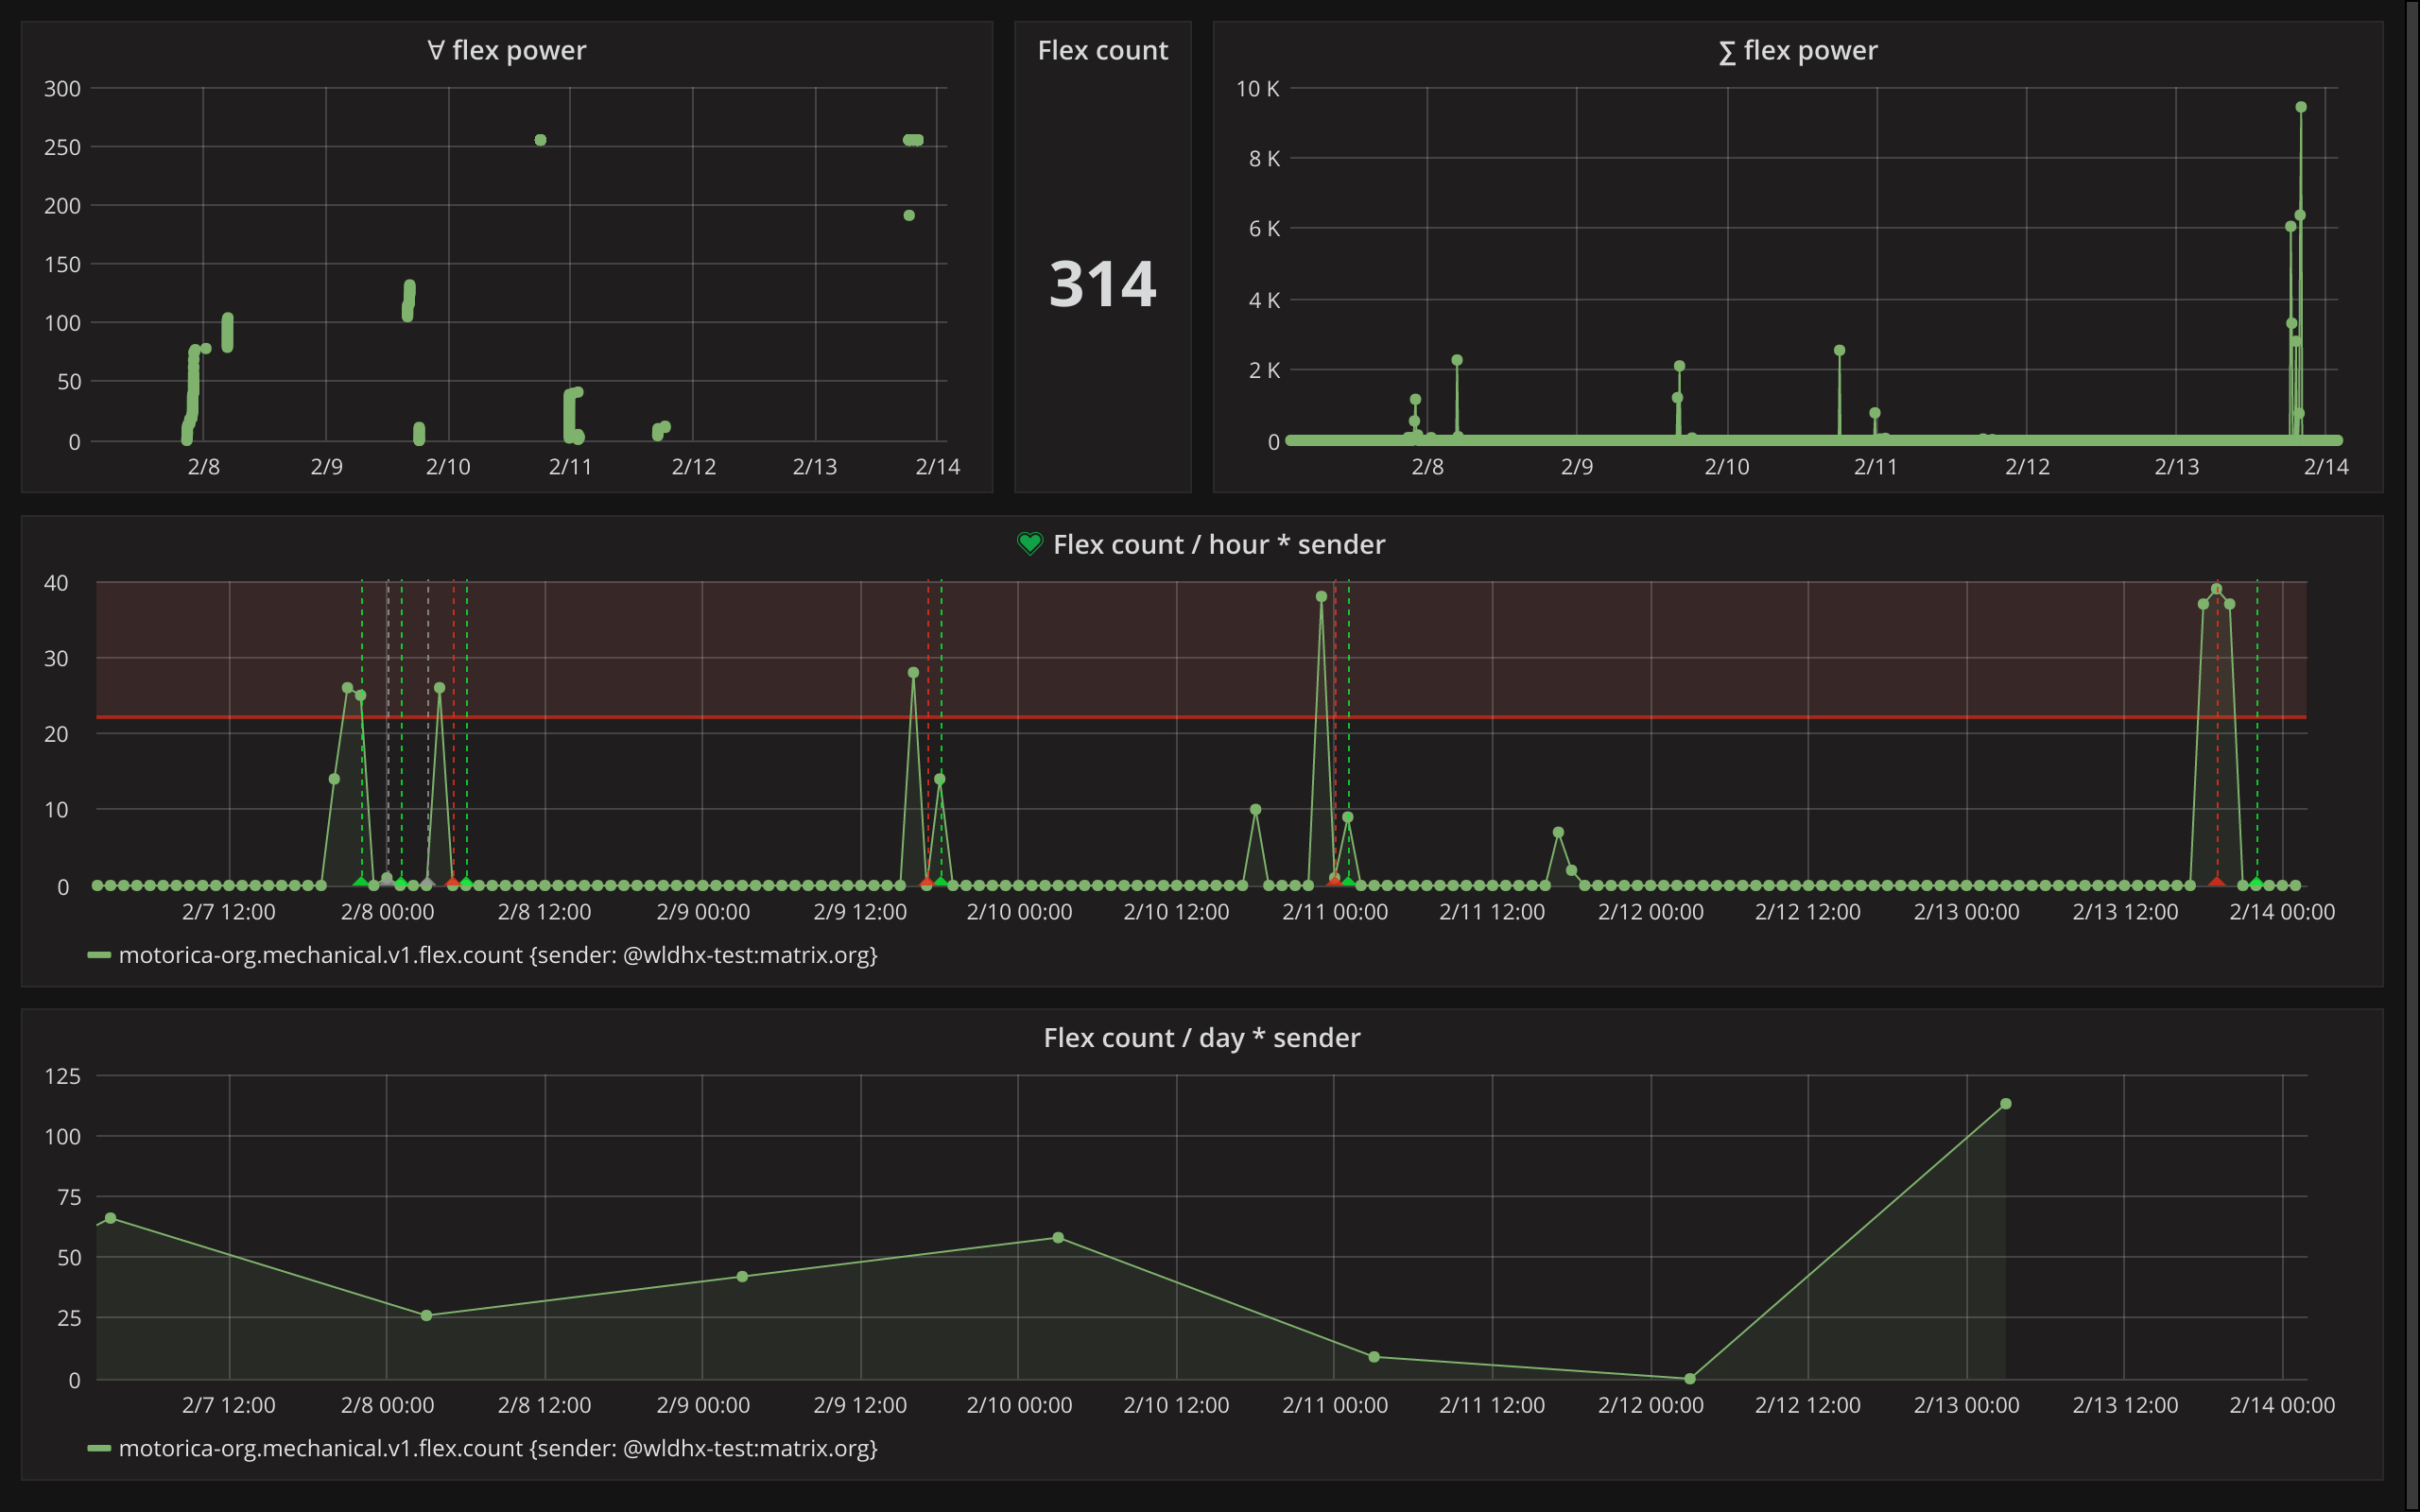 ∀ flex power
300
250
200
150
100
50
0
2/8 2/9 2/10 2/11 2/12 2/13 2/14
Flex count
314
∑ flex power
10 K
8 K
6 K
4 K
2 K
0
2/8 2/9 2/10 2/11 2/12 2/13 2/14
Flex count / hour * sender
40
30
20
10
0
2/7 12:00 2/8 00:00 2/8 12:00 2/9 00:00 2/9 12:00 2/10 00:00 2/10 12:00 2/11 00:00 2/11 12:00 2/12 00:00 2/12 12:00 2/13 00:00 2/13 12:00 2/14 00:00
motorica-org.mechanical.v1.flex.count {sender: @wldhx-test:matrix.org}
Flex count / day * sender
125
100
75
50
25
0
2/7 12:00 2/8 00:00 2/8 12:00 2/9 00:00 2/9 12:00 2/10 00:00 2/10 12:00 2/11 00:00 2/11 12:00 2/12 00:00 2/12 12:00 2/13 00:00 2/13 12:00 2/14 00:00
motorica-org.mechanical.v1.flex.count {sender: @wldhx-test:matrix.org}